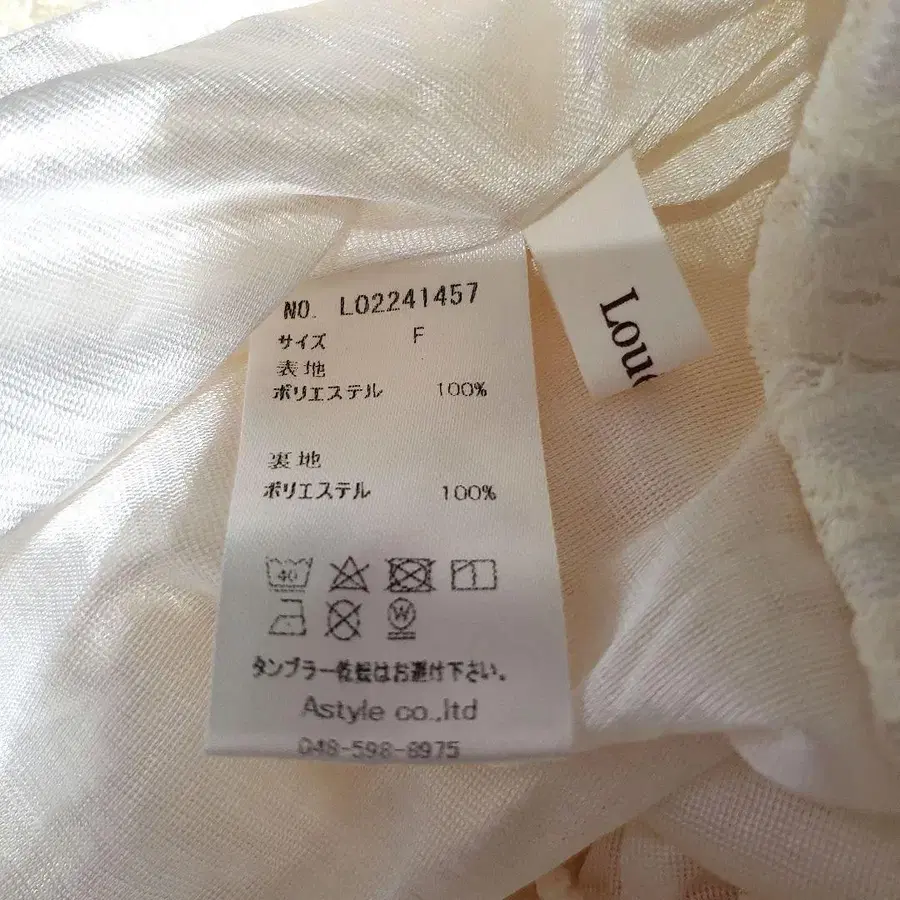 NO. L02241457
サイズ F
表地
ポリエステル 100%
裏地
ポリエステル 100%
40
W
タンブラー乾燥はお避け下さい。
Astyle co.,ltd
048-598-8975